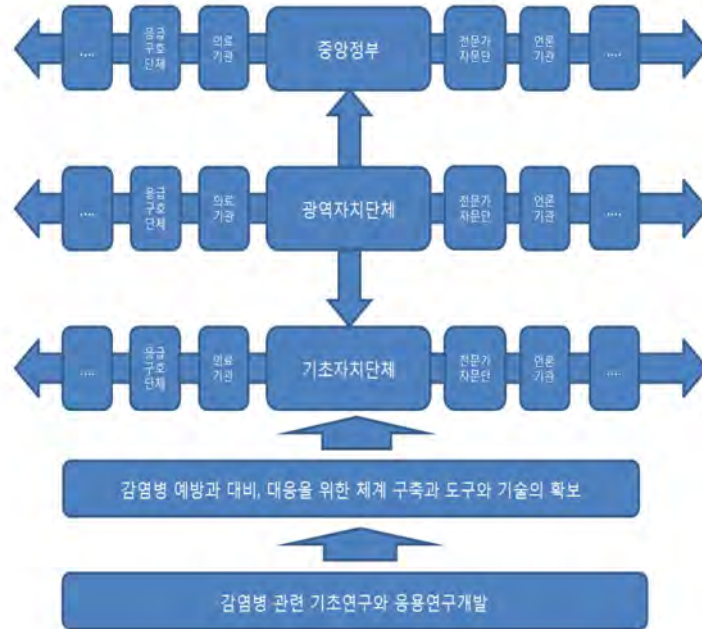 ....
응급
구호
단체
의료
기관
중앙정부
전문가
자문단
언론
기관
....
....
응급
구호
단체
의료
기관
광역자치단체
전문가
자문단
언론
기관
....
....
응급
구호
단체
의료
기관
기초자치단체
전문가
자문단
언론
기관
....
감염병 예방과 대비, 대응을 위한 체계 구축과 도구와 기술의 확보
감염병 관련 기초연구와 응용연구개발